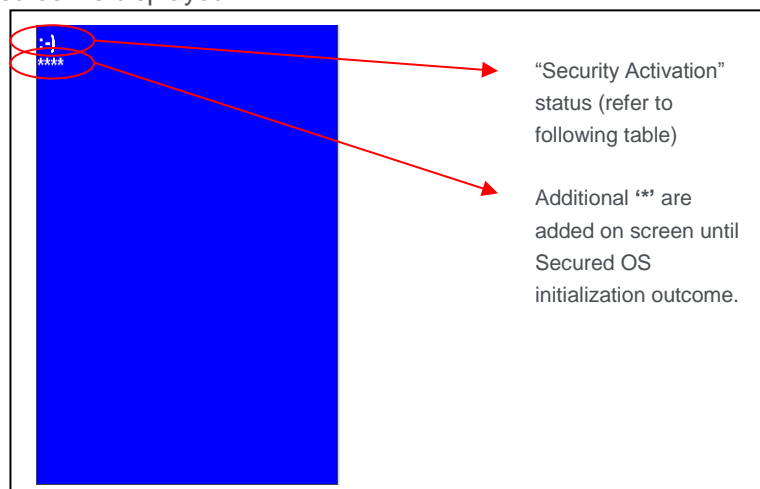 :-)
****
“Security Activation”
status (refer to
following table)
Additional ‘*’ are
added on screen until
Secured OS
initialization outcome.